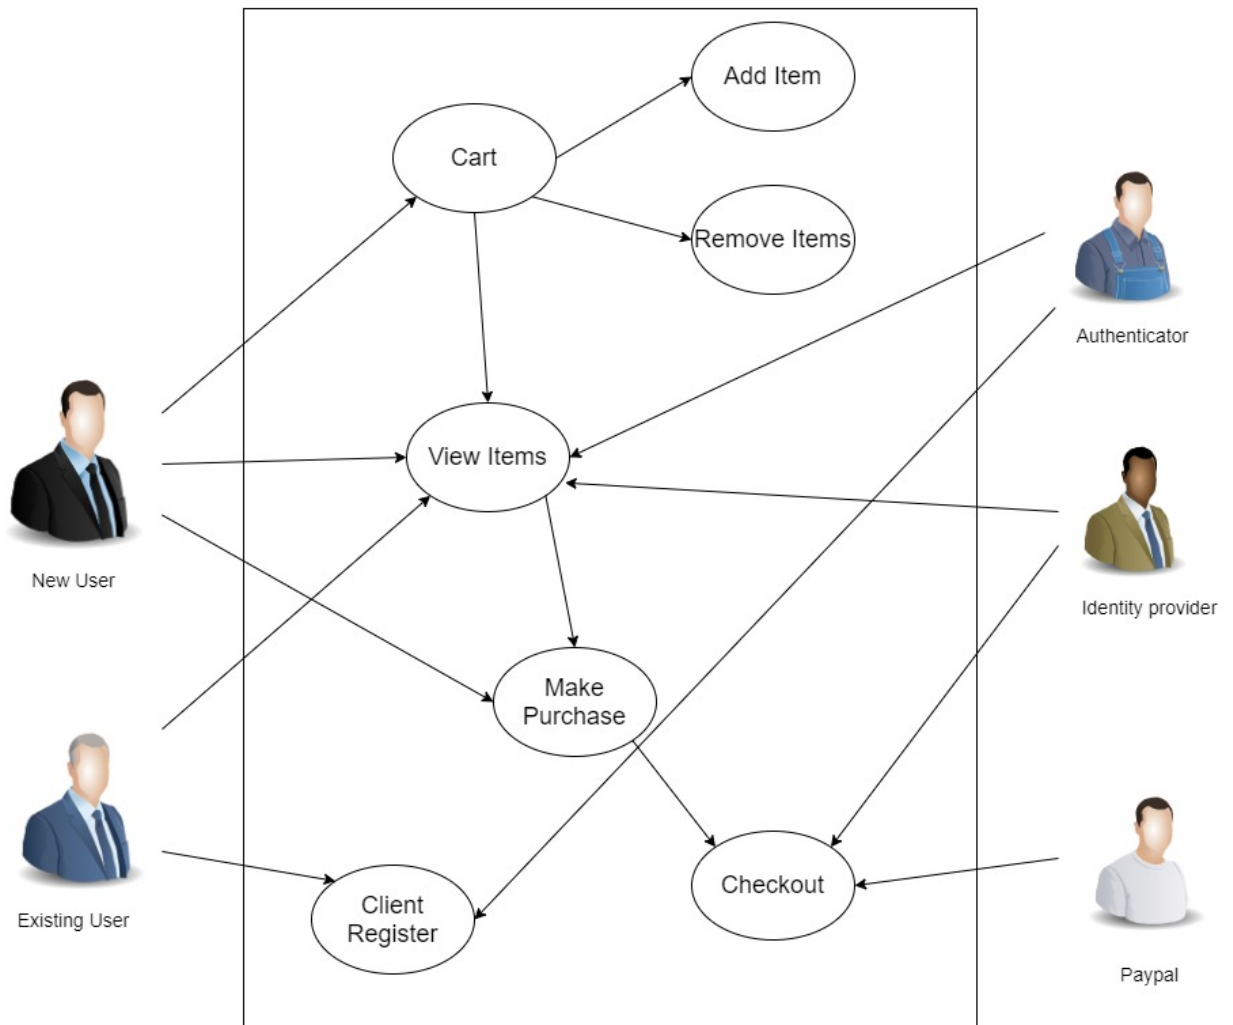 Add Item
Cart
Remove Items
Authenticator
View Items
New User
Identity provider
Make
Purchase
Checkout
Client
Register
Existing User
Paypal